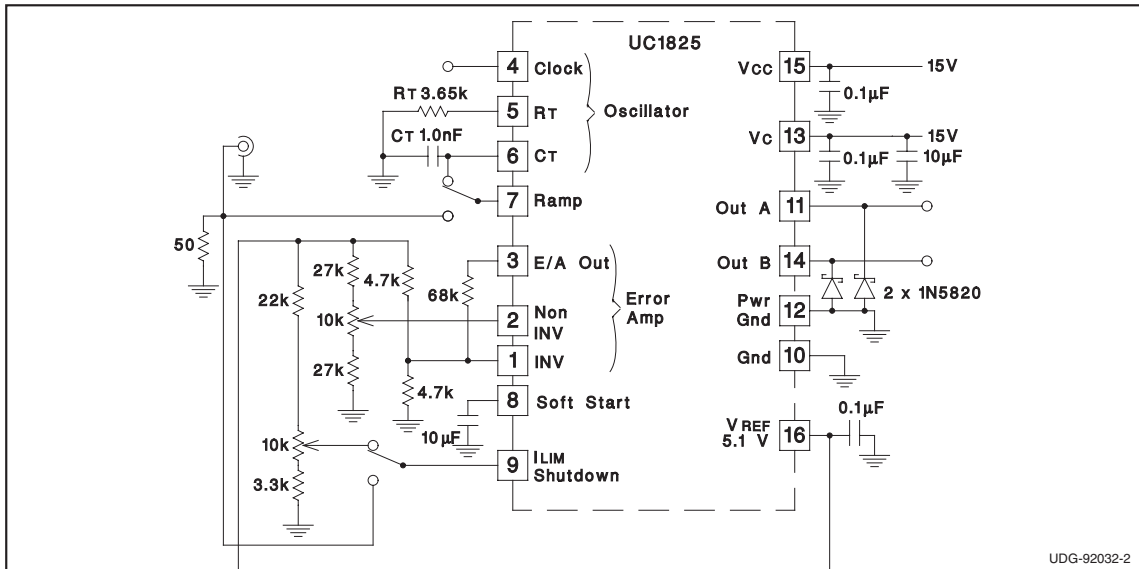 UC1825
4 Clock
VCC 15
15V
0.1µF
RT 3.65k
5 RT
Oscillator
CT 1.0nF
6 CT
VC 13
15V
0.1µF
10µF
7 Ramp
Out A 11
50
3 E/A Out
Out B 14
27k
4.7k
22k
68k
Error
Amp
Pwr
Gnd 12
2 x 1N5820
10k
2 Non
INV
27k
1 INV
Gnd 10
4.7k
8 Soft Start
10µF
VREF
5.1 V
16
0.1µF
10k
9 ILIM
Shutdown
3.3k
UDG-92032-2